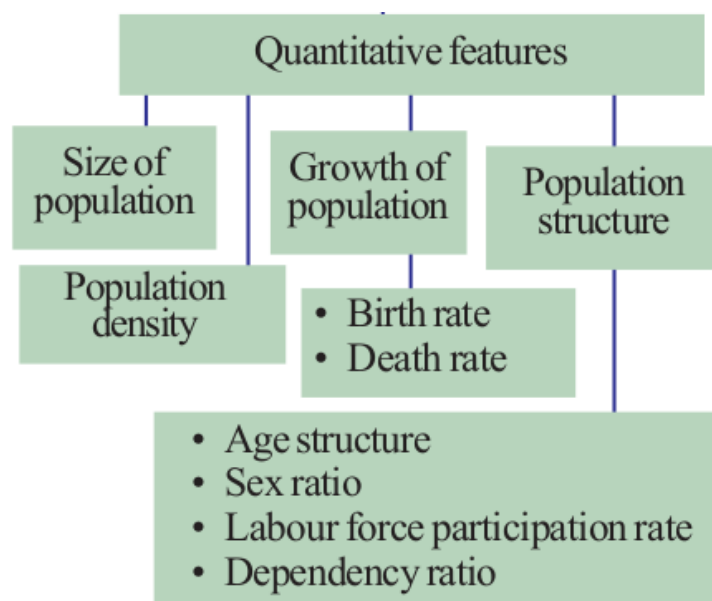 Quantitative features
Size of
population
Growth of
population
Population
structure
Population
density
• Birth rate
• Death rate
• Age structure
• Sex ratio
• Labour force participation rate
• Dependency ratio